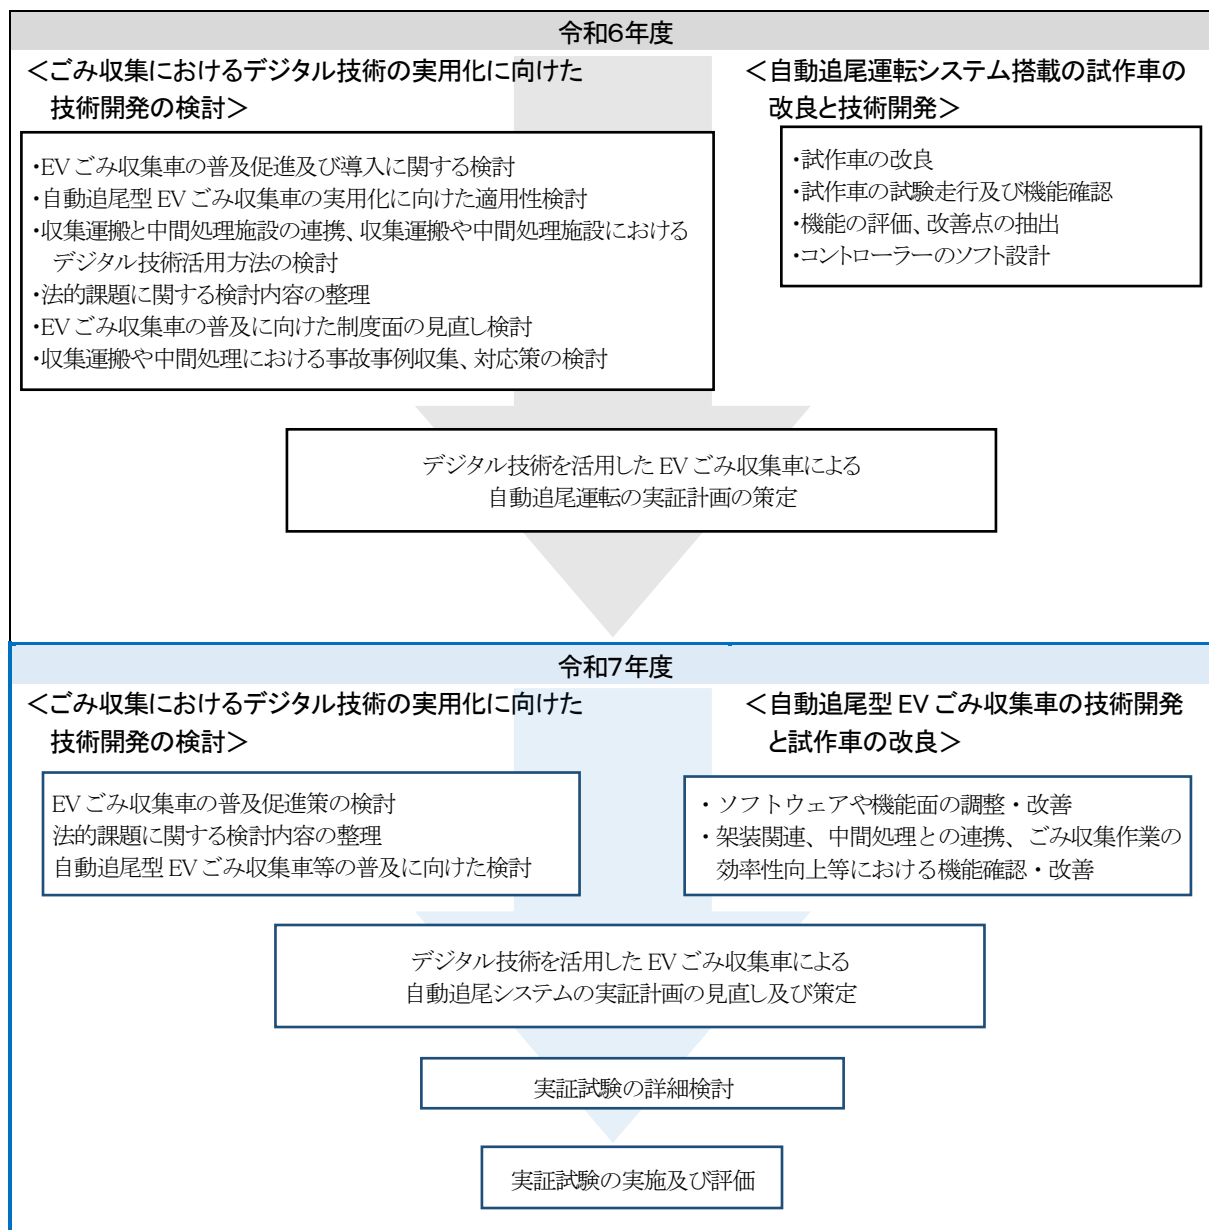 令和6年度
＜ごみ収集におけるデジタル技術の実用化に向けた
技術開発の検討＞
・EVごみ収集車の普及促進及び導入に関する検討
・自動追尾型EVごみ収集車の実用化に向けた適用性検討
・収集運搬と中間処理施設の連携、収集運搬や中間処理施設における
デジタル技術活用方法の検討
・法的課題に関する検討内容の整理
・EVごみ収集車の普及に向けた制度面の見直し検討
・収集運搬や中間処理における事故事例収集、対応策の検討
＜自動追尾運転システム搭載の試作車の
改良と技術開発＞
・試作車の改良
・試作車の試験走行及び機能確認
・機能の評価、改善点の抽出
・コントローラーのソフト設計
デジタル技術を活用したEVごみ収集車による
自動追尾運転の実証計画の策定
令和7年度
＜ごみ収集におけるデジタル技術の実用化に向けた
技術開発の検討＞
EVごみ収集車の普及促進策の検討
法的課題に関する検討内容の整理
自動追尾型EVごみ収集車等の普及に向けた検討
＜自動追尾型EVごみ収集車の技術開発
と試作車の改良＞
・ソフトウェアや機能面の調整・改善
・架装関連、中間処理との連携、ごみ収集作業の
効率性向上等における機能確認・改善
デジタル技術を活用したEVごみ収集車による
自動追尾システムの実証計画の見直し及び策定
実証試験の詳細検討
実証試験の実施及び評価